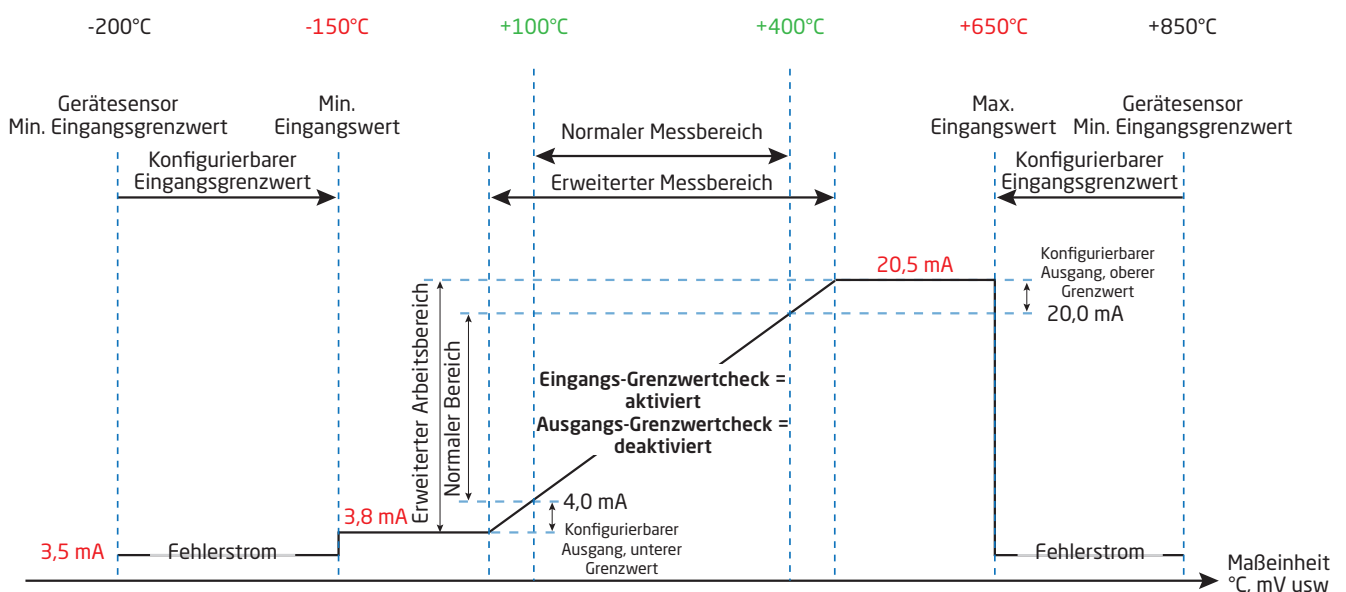 -200°C
-150°C
+100°C
+400°C
+650°C
+850°C
Gerätesensor
Min. Eingangsgrenzwert
Min.
Eingangswert
Max.
Eingangswert
Gerätesensor
Min. Eingangsgrenzwert
Konfigurierbarer
Eingangsgrenzwert
Normaler Messbereich
Erweiterter Messbereich
Konfigurierbarer
Eingangsgrenzwert
20,5 mA
Konfigurierbarer
Ausgang, oberer
Grenzwert
20,0 mA
Erweiterter Arbeitsbereich
Normaler Bereich
Eingangs-Grenzwertcheck =
aktiviert
Ausgangs-Grenzwertcheck =
deaktiviert
4,0 mA
Konfigurierbarer
Ausgang, unterer
Grenzwert
3,8 mA
3,5 mA
Fehlerstrom
Fehlerstrom
Maßeinheit
°C, mV usw